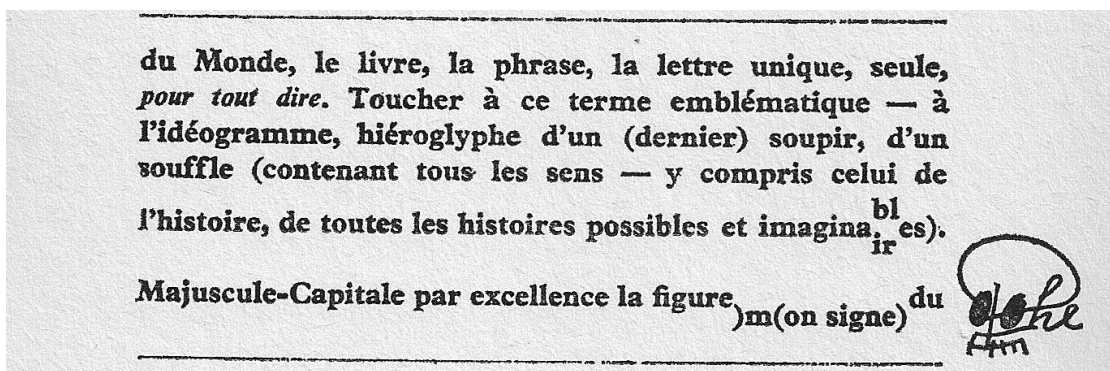 du Monde, le livre, la phrase, la lettre unique, seule,
pour tout dire. Toucher à ce terme emblématique — à
l'idéogramme, hiéroglyphe d'un (dernier) soupir, d'un
souffle (contenant tous les sens — y compris celui de
l'histoire, de toutes les histoires possibles et imagina bl ir es).
Majuscule-Capitale par excellence la figure )m(on signe) du